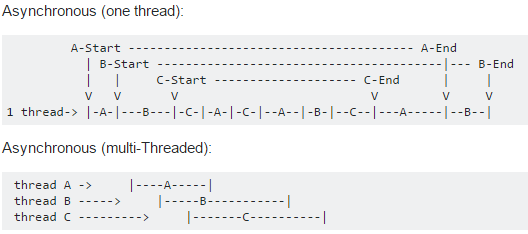 Asynchronous (one thread):
A-Start ---------------------------------------- A-End
| B-Start -----------------------------------------|--- B-End
| | C-Start ------------------- C-End | |
V V V V V V
1 thread-> |-A-|---B---|-C-|-A-|-C-|--A--|-B-|--C--|---A-----|--B--|
Asynchronous (multi-Threaded):
thread A -> |----A-----|
thread B -----> |-----B-----------|
thread C ---------> |-------C----------|